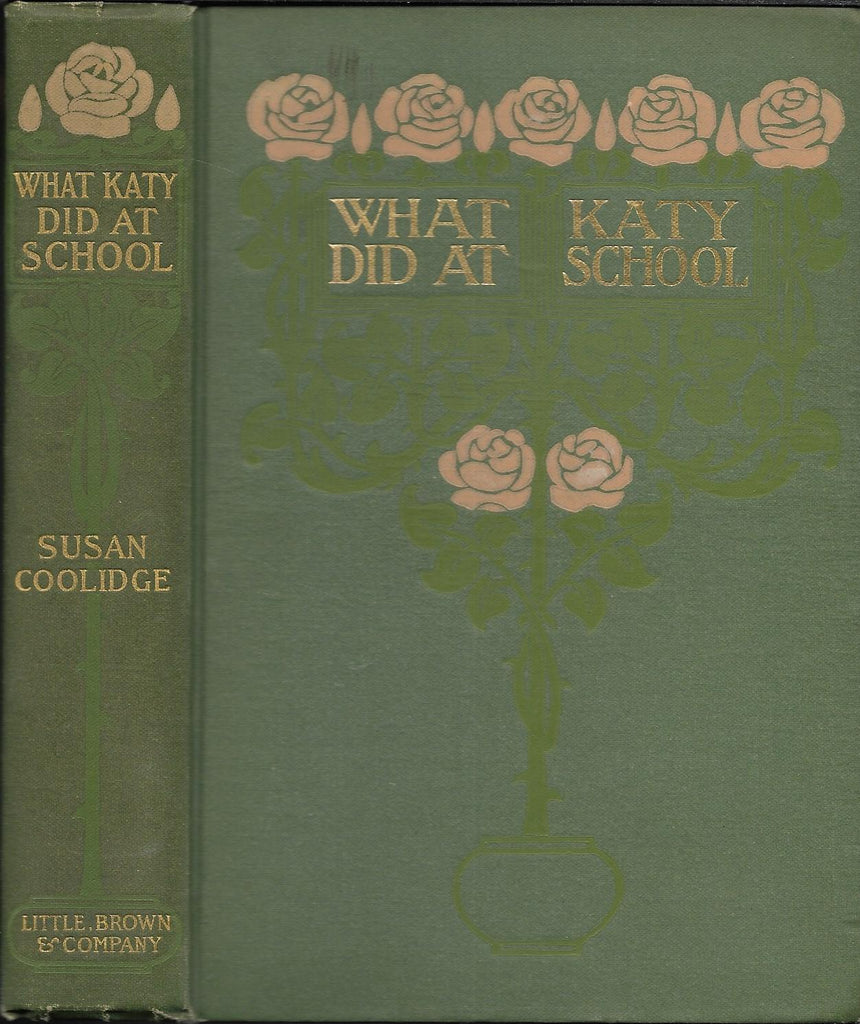 WHAT KATY
DID AT
SCHOOL
SUSAN
COOLIDGE
LITTLE, BROWN
& COMPANY
WHAT KATY
DID AT SCHOOL